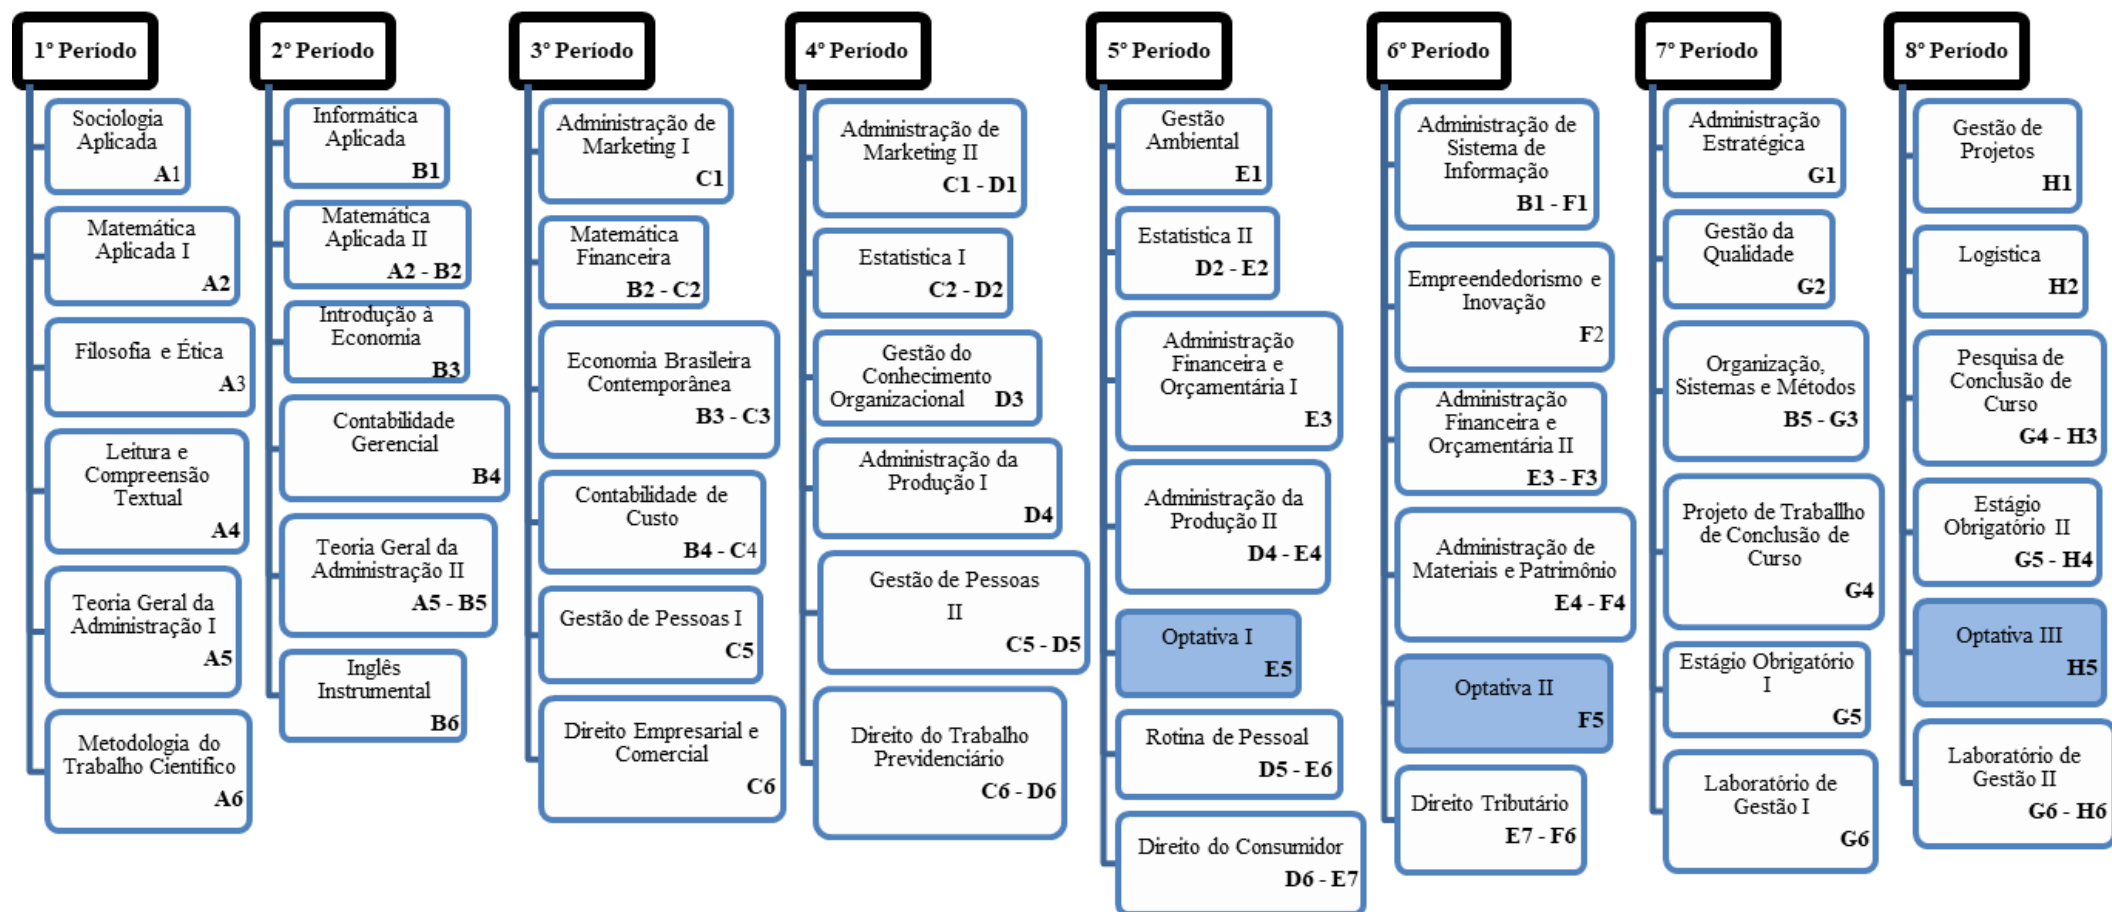 1º Período
Sociologia
Aplicada
A1
Matemática
Aplicada I
A2
Filosofia e Ética
A3
Leitura e
Compreensão
Textual
A4
Teoria Geral da
Administração I
A5
Metodologia do
Trabalho Científico
A6
2º Período
Informática
Aplicada
B1
Matemática
Aplicada II
A2 - B2
Introdução à
Economia
B3
Contabilidade
Gerencial
B4
Teoria Geral da
Administração II
A5 - B5
Inglês
Instrumental
B6
3º Período
Administração de
Marketing I
C1
Matemática
Financeira
B2 - C2
Economia Brasileira
Contemporânea
B3 - C3
Contabilidade de
Custo
B4 - C4
Gestão de Pessoas I
C5
Direito Empresarial e
Comercial
C6
4º Período
Administração de
Marketing II
C1 - D1
Estatística I
C2 - D2
Gestão do
Conhecimento
Organizacional D3
Administração da
Produção I
D4
Gestão de Pessoas
II
C5 - D5
Direito do Trabalho
Previdenciário
C6 - D6
5º Período
Gestão
Ambiental
E1
Estatística II
D2 - E2
Administração
Financeira e
Orçamentária I
E3
Administração da
Produção II
D4 - E4
Optativa I
E5
Rotina de Pessoal
D5 - E6
Direito do Consumidor
D6 - E7
6º Período
Administração de
Sistema de
Informação
B1 - F1
Empreendedorismo e
Inovação
F2
Administração
Financeira e
Orçamentária II
E3 - F3
Administração de
Materiais e Patrimônio
E4 - F4
Optativa II
F5
Direito Tributário
E7 - F6
7º Período
Administração
Estratégica
G1
Gestão da
Qualidade
G2
Organização,
Sistemas e Métodos
B5 - G3
Projeto de Traballho
de Conclusão de
Curso
G4
Estágio Obrigatório
I
G5
Laboratório de
Gestão I
G6
8º Período
Gestão de
Projetos
H1
Logística
H2
Pesquisa de
Conclusão de
Curso
G4 - H3
Estágio
Obrigatório II
G5 - H4
Optativa III
H5
Laboratório de
Gestão II
G6 - H6